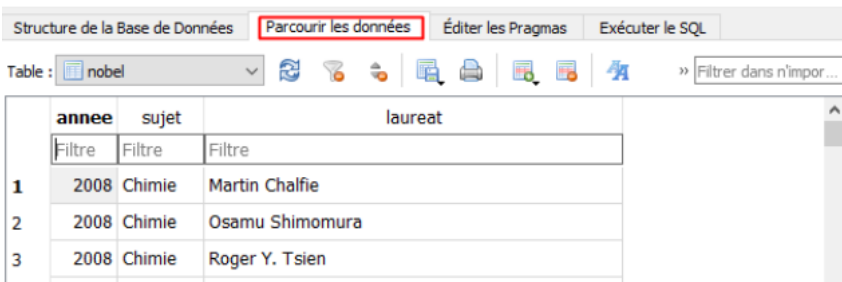 Structure de la Base de Données Parcourir les données Éditer les Pragmas Exécuter le SQL
Table : nobel » Filtrer dans n'impor...
annee sujet laureat
Filtre Filtre Filtre
1 2008 Chimie Martin Chalfie
2 2008 Chimie Osamu Shimomura
3 2008 Chimie Roger Y. Tsien